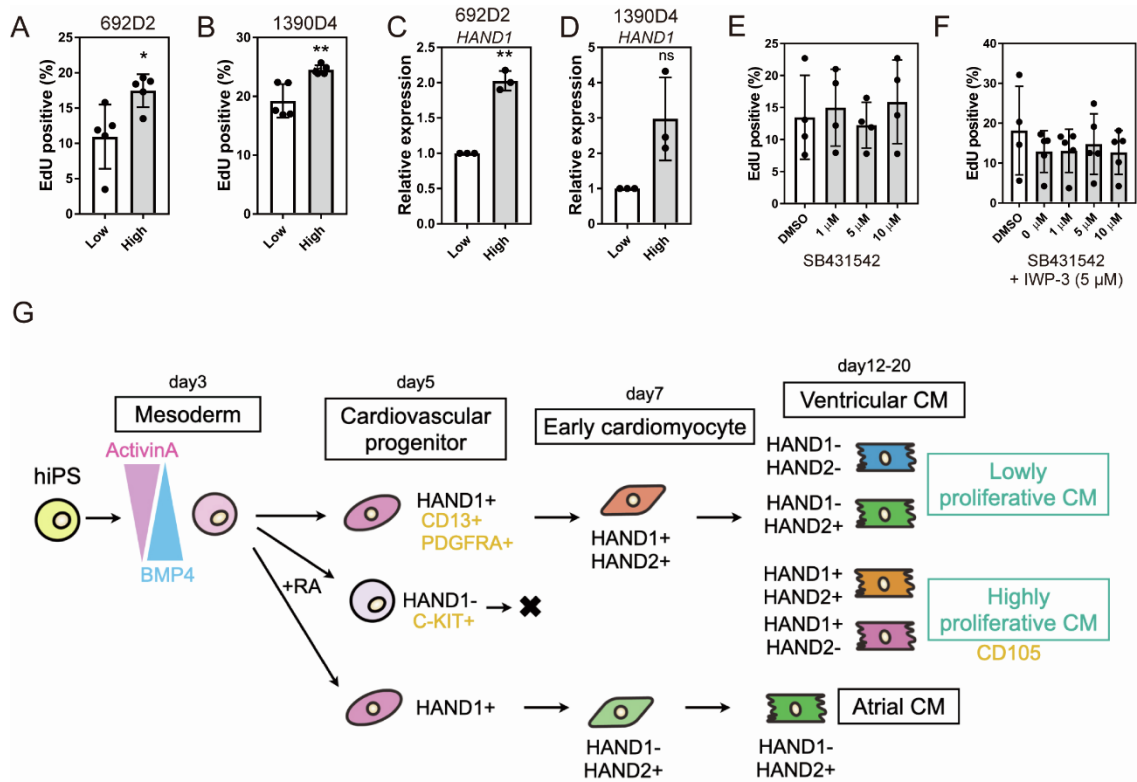 A
692D2
EdU positive (%)
25
20
15
10
5
0
*
Low
High
B
1390D4
EdU positive (%)
30
20
10
0
**
Low
High
C
692D2
HAND1
Relative expression
2.5
2.0
1.5
1.0
0.5
0.0
**
Low
High
D
1390D4
HAND1
Relative expression
5
4
3
2
1
0
ns
Low
High
E
EdU positive (%)
25
20
15
10
5
0
DMSO
1 μM
5 μM
10 μM
SB431542
F
EdU positive (%)
40
30
20
10
0
DMSO
0 μM
1 μM
5 μM
10 μM
SB431542
+ IWP-3 (5 μM)
G
day3
Mesoderm
ActivinA
BMP4
hiPS
day5
Cardiovascular
progenitor
HAND1+
CD13+
PDGFRA+
+RA
HAND1-
C-KIT+
HAND1+
day7
Early cardiomyocyte
HAND1+
HAND2+
HAND1-
HAND2+
day12-20
Ventricular CM
HAND1-
HAND2-
HAND1-
HAND2+
Lowly
proliferative CM
HAND1+
HAND2+
HAND1+
HAND2-
Highly
proliferative CM
CD105
Atrial CM
HAND1-
HAND2+